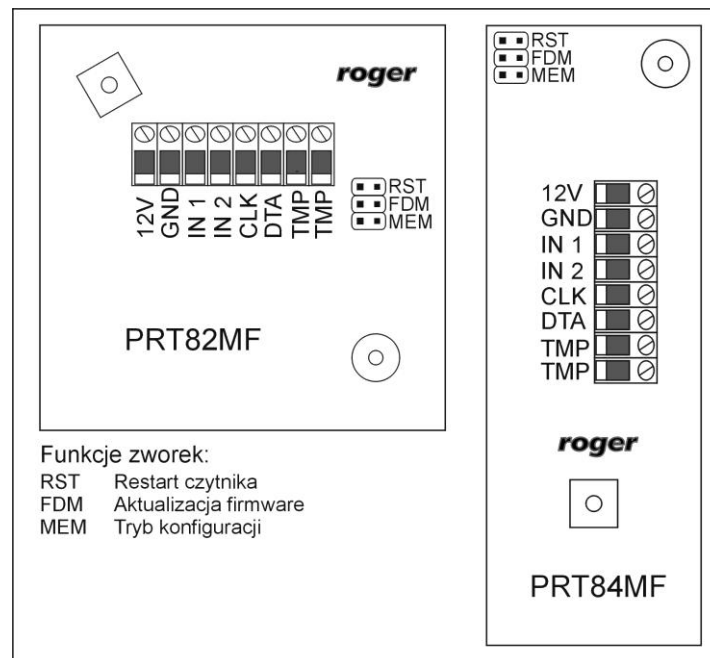 roger
12V
GND
IN 1
IN 2
CLK
DTA
TMP
TMP
RST
FDM
MEM
PRT82MF
Funkcje zworek:
RST Restart czytnika
FDM Aktualizacja firmware
MEM Tryb konfiguracji
RST
FDM
MEM
12V
GND
IN 1
IN 2
CLK
DTA
TMP
TMP
roger
PRT84MF